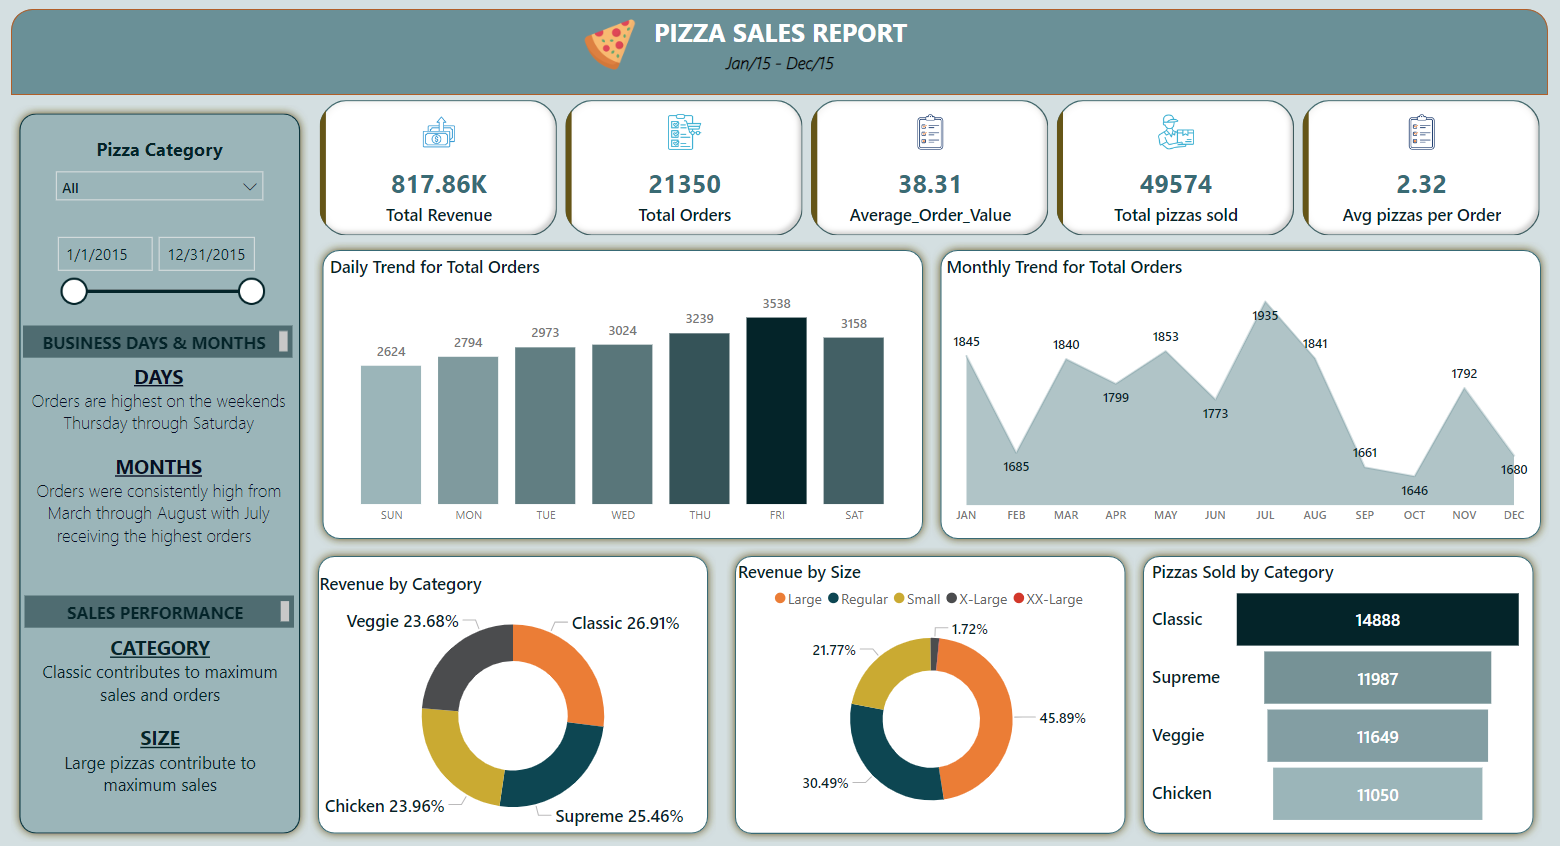 PIZZA SALES REPORT
Jan/15 - Dec/15
Pizza Category
All
1/1/2015
12/31/2015
BUSINESS DAYS & MONTHS
DAYS
Orders are highest on the weekends
Thursday through Saturday
MONTHS
Orders were consistently high from
March through August with July
receiving the highest orders
SALES PERFORMANCE
CATEGORY
Classic contributes to maximum
sales and orders
SIZE
Large pizzas contribute to
maximum sales
817.86K
Total Revenue
21350
Total Orders
38.31
Average_Order_Value
49574
Total pizzas sold
2.32
Avg pizzas per Order
Daily Trend for Total Orders
2624
2794
2973
3024
3239
3538
3158
SUN
MON
TUE
WED
THU
FRI
SAT
Monthly Trend for Total Orders
1845
1685
1840
1799
1853
1773
1935
1841
1661
1646
1792
1680
JAN
FEB
MAR
APR
MAY
JUN
JUL
AUG
SEP
OCT
NOV
DEC
Revenue by Category
Veggie 23.68%
Classic 26.91%
Chicken 23.96%
Supreme 25.46%
Revenue by Size
Large
Regular
Small
X-Large
XX-Large
1.72%
21.77%
45.89%
30.49%
Pizzas Sold by Category
Classic
14888
Supreme
11987
Veggie
11649
Chicken
11050